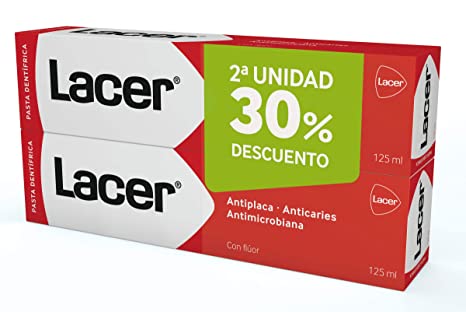 PASTA DENTÍFRICA
Lacer®
2ª UNIDAD
30%
DESCUENTO
Lacer
125 ml
PASTA DENTÍFRICA
Lacer®
Antiplaca · Anticaries
Antimicrobiana
Con flúor
Lacer
125 ml